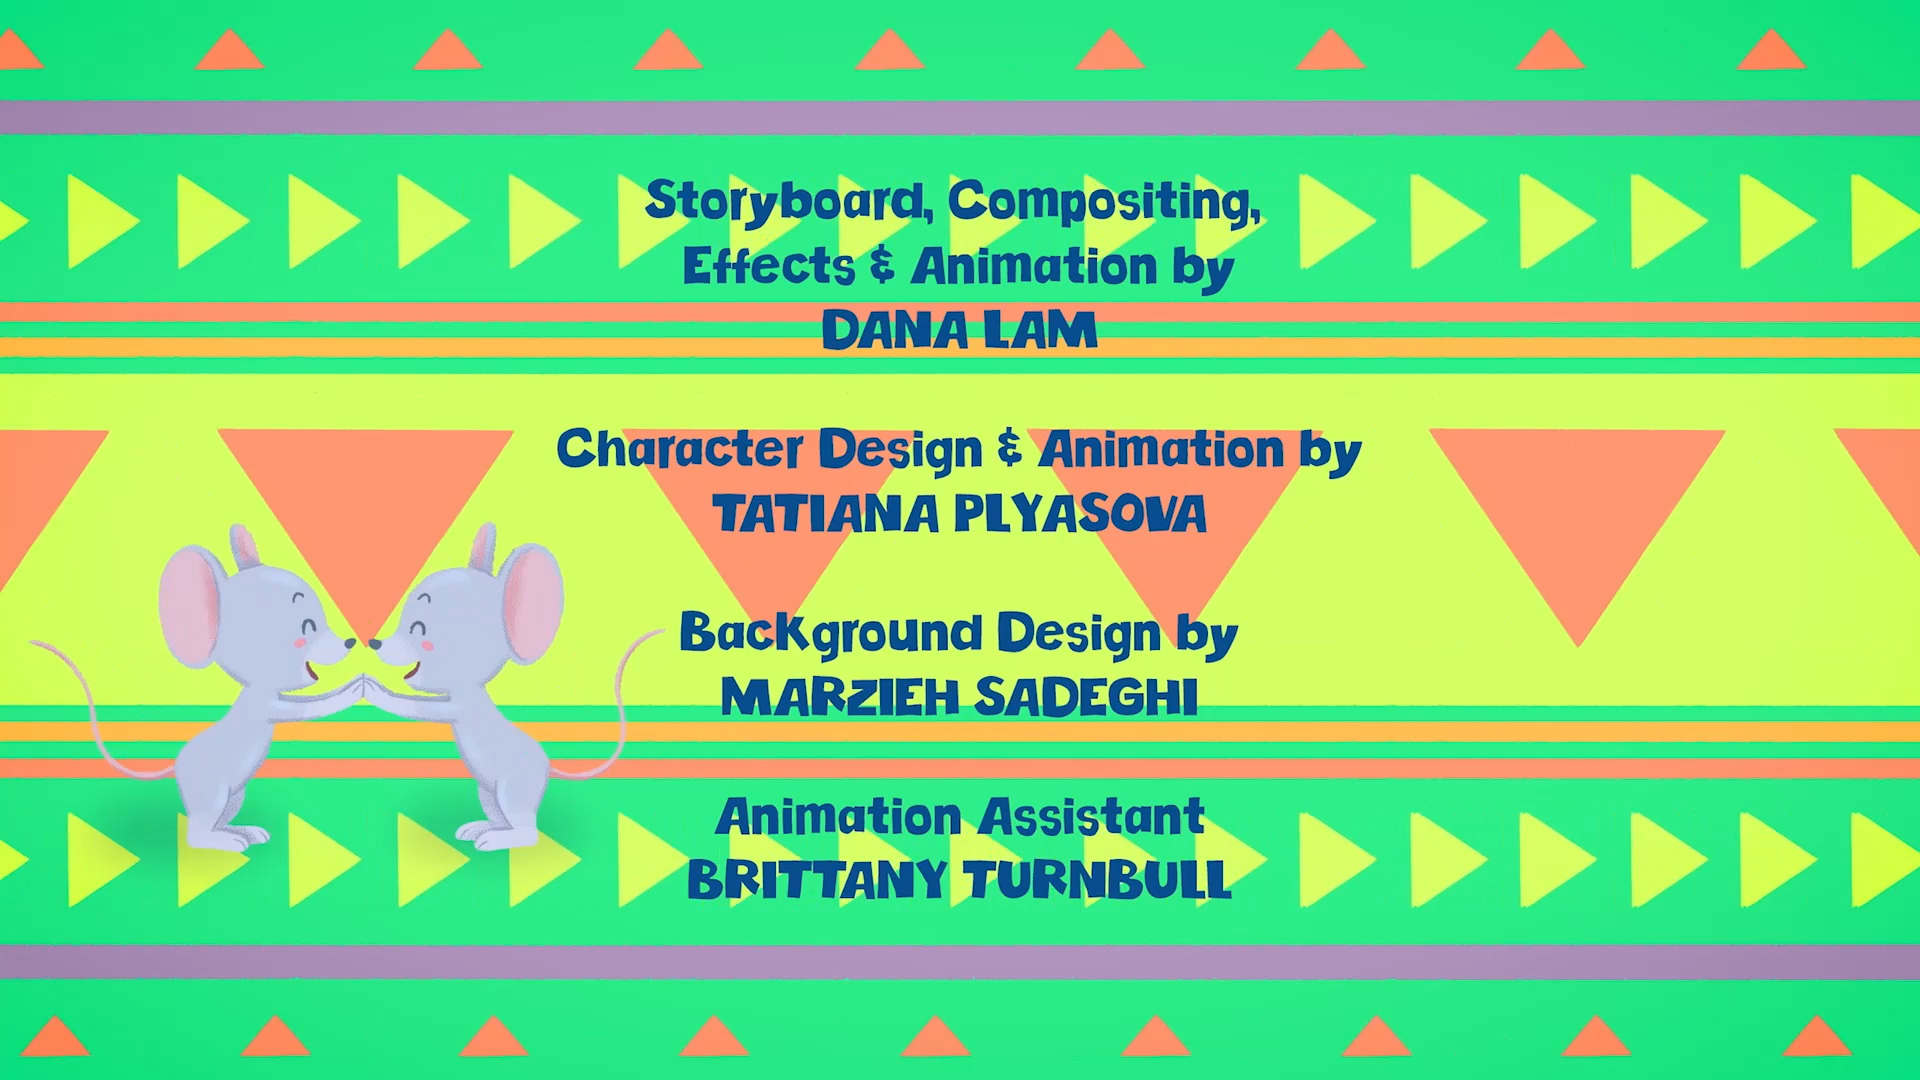 Storyboard, Compositing,
Effects & Animation by
DANA LAM
Character Design & Animation by
TATIANA PLYASOVA
Background Design by
MARZIEH SADEGHI
Animation Assistant
BRITTANY TURNBULL